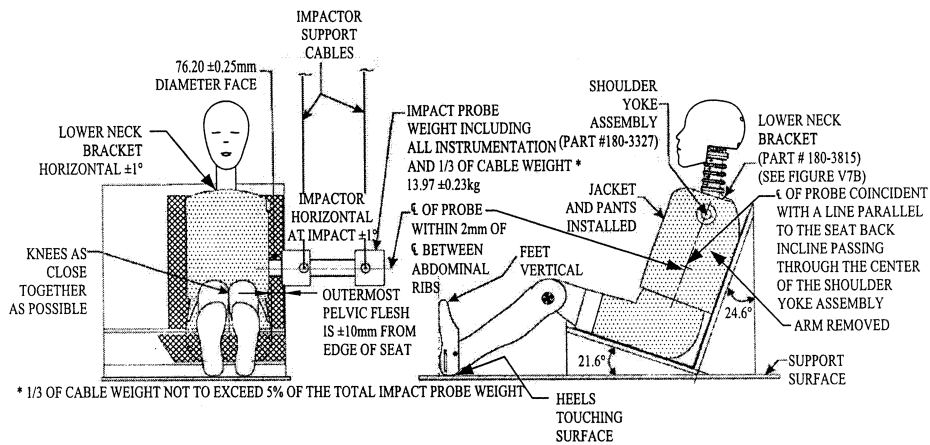 IMPACTOR
SUPPORT
CABLES
76.20 ±0.25mm
DIAMETER FACE
LOWER NECK
BRACKET
HORIZONTAL ±1°
KNEES AS
CLOSE
TOGETHER
AS POSSIBLE
IMPACT PROBE
WEIGHT INCLUDING
ALL INSTRUMENTATION
AND 1/3 OF CABLE WEIGHT *
13.97 ±0.23kg
IMPACTOR
HORIZONTAL
AT IMPACT ±1°
℄ OF PROBE
WITHIN 2mm OF
℄ BETWEEN
ABDOMINAL
RIBS
OUTERMOST
PELVIC FLESH
IS ±10mm FROM
EDGE OF SEAT
* 1/3 OF CABLE WEIGHT NOT TO EXCEED 5% OF THE TOTAL IMPACT PROBE WEIGHT
SHOULDER
YOKE
ASSEMBLY
(PART #180-3327)
JACKET
AND PANTS
INSTALLED
FEET
VERTICAL
LOWER NECK
BRACKET
(PART # 180-3815)
(SEE FIGURE V7B)
℄ OF PROBE COINCIDENT
WITH A LINE PARALLEL
TO THE SEAT BACK
INCLINE PASSING
THROUGH THE CENTER
OF THE SHOULDER
YOKE ASSEMBLY
24.6°
ARM REMOVED
21.6°
SUPPORT
SURFACE
HEELS
TOUCHING
SURFACE